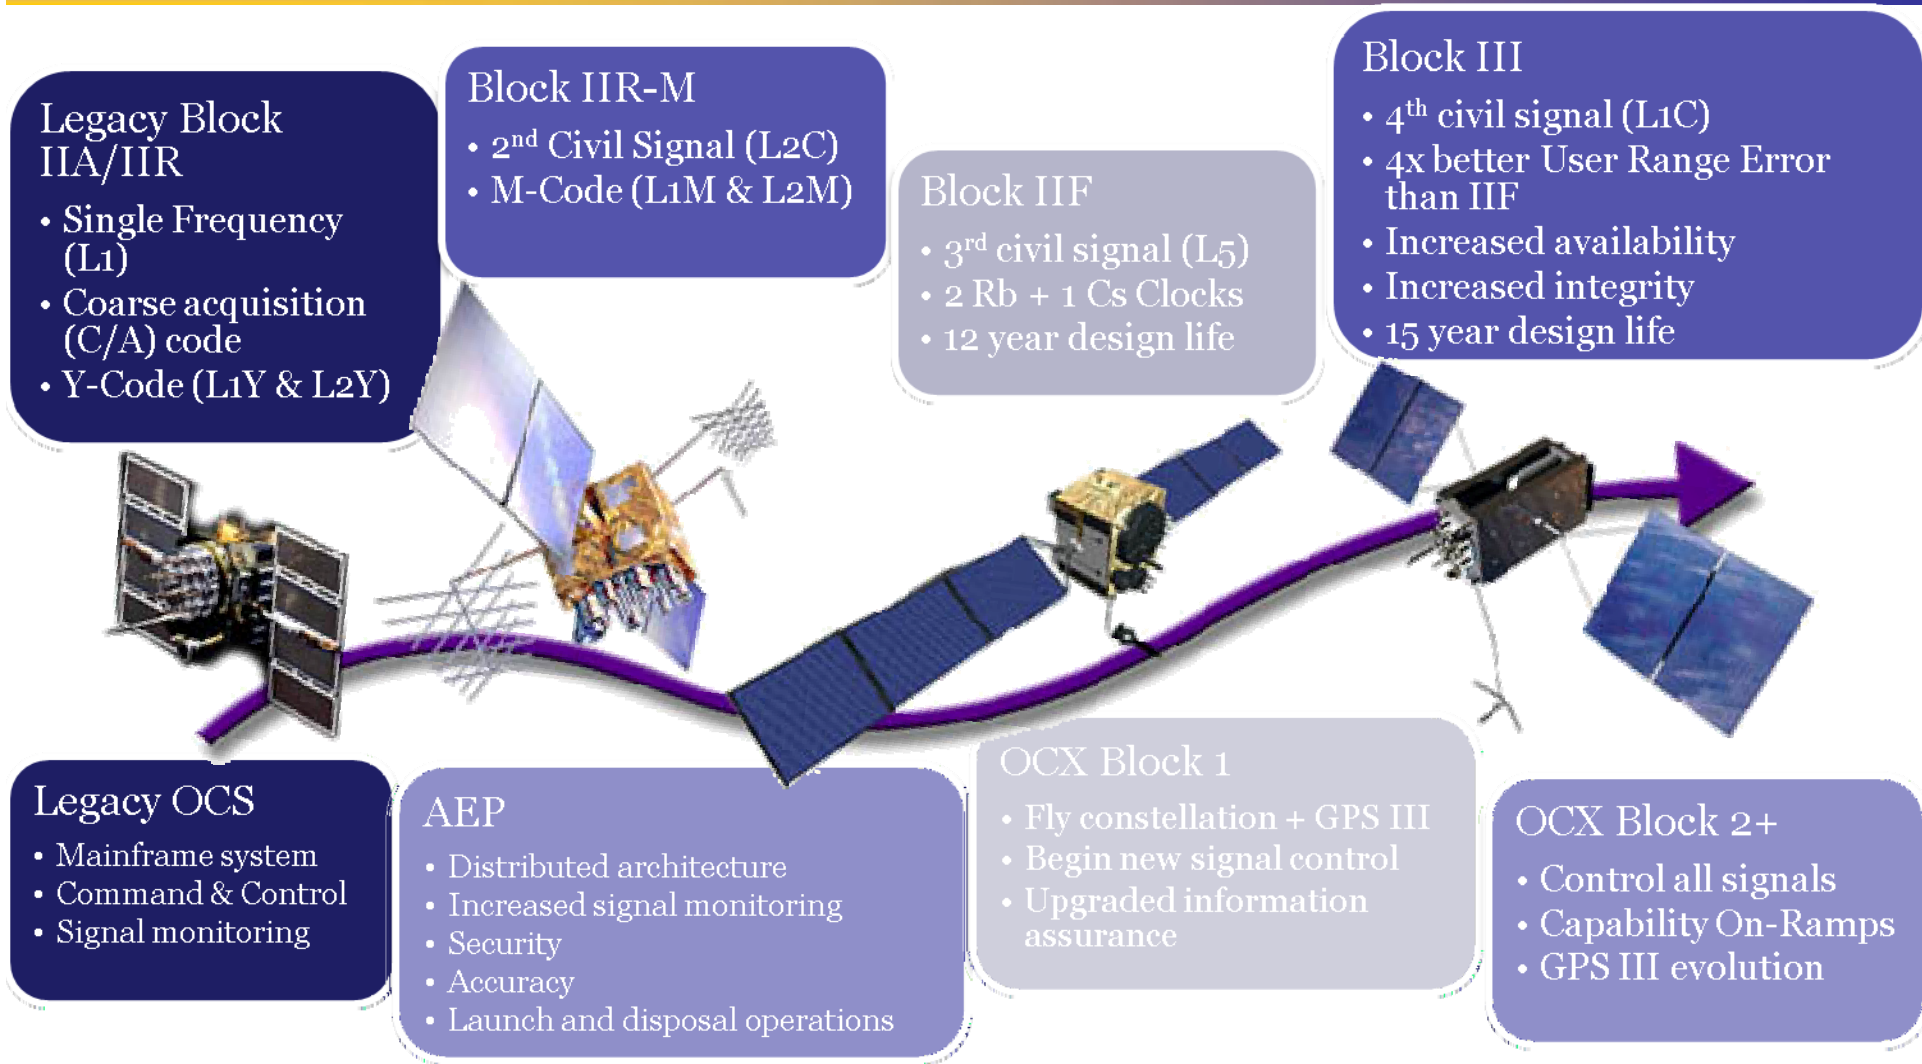 Legacy Block
IIA/IIR
• Single Frequency
(L1)
• Coarse acquisition
(C/A) code
• Y-Code (L1Y & L2Y)
Block IIR-M
• 2nd Civil Signal (L2C)
• M-Code (L1M & L2M)
Block IIF
• 3rd civil signal (L5)
• 2 Rb + 1 Cs Clocks
• 12 year design life
Block III
• 4th civil signal (L1C)
• 4x better User Range Error
than IIF
• Increased availability
• Increased integrity
• 15 year design life
Legacy OCS
• Mainframe system
• Command & Control
• Signal monitoring
AEP
• Distributed architecture
• Increased signal monitoring
• Security
• Accuracy
• Launch and disposal operations
OCX Block 1
• Fly constellation + GPS III
• Begin new signal control
• Upgraded information
assurance
OCX Block 2+
• Control all signals
• Capability On-Ramps
• GPS III evolution